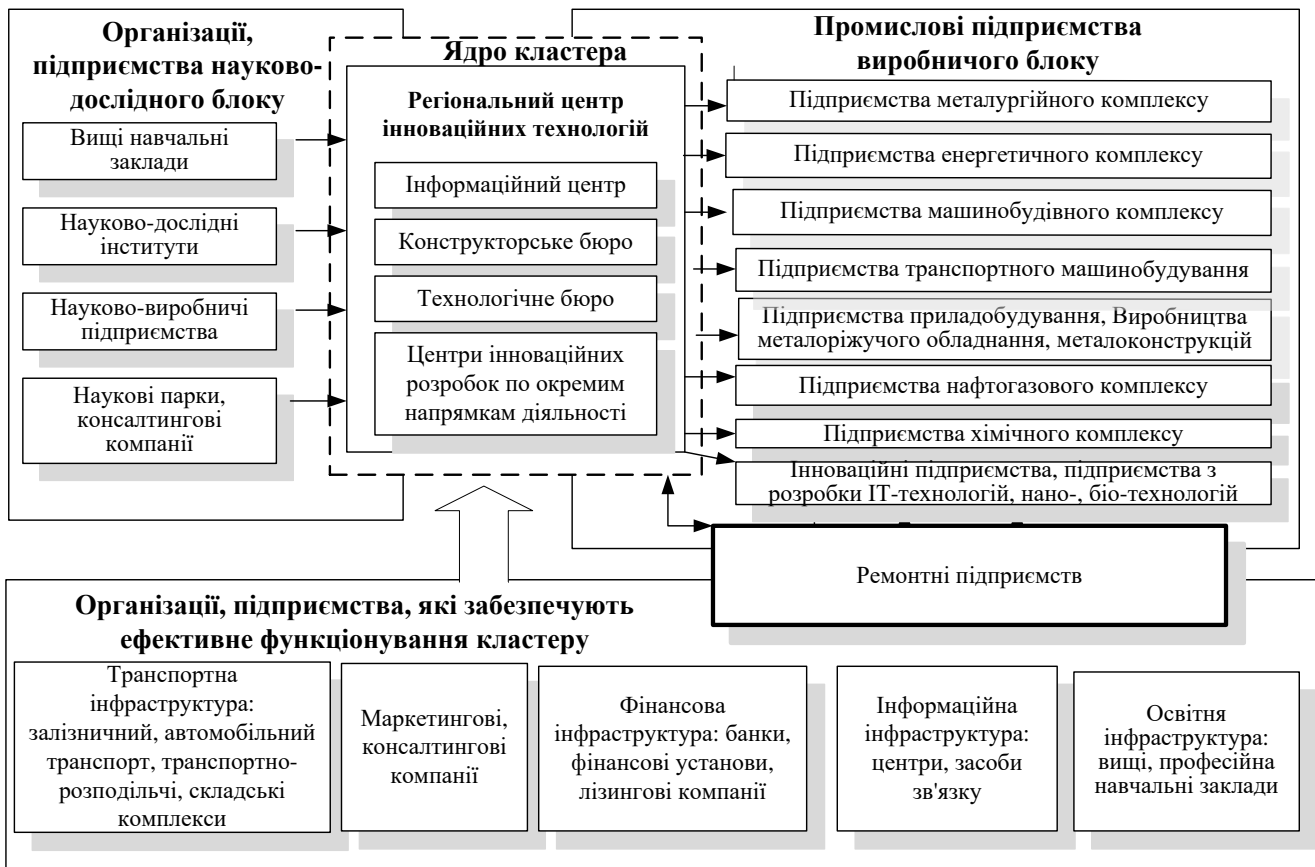 Організації,
підприємства науково-
дослідного блоку
Вищі навчальні
заклади
Науково-дослідні
інститути
Науково-виробничі
підприємства
Наукові парки,
консалтингові
компанії
Ядро кластера
Регіональний центр
інноваційних технологій
Інформаційний центр
Конструкторське бюро
Технологічне бюро
Центри інноваційних
розробок по окремим
напрямкам діяльності
Промислові підприємства
виробничого блоку
Підприємства металургійного комплексу
Підприємства енергетичного комплексу
Підприємства машинобудівного комплексу
Підприємства транспортного машинобудування
Підприємства приладобудування, Виробництва
металоріжучого обладнання, металоконструкцій
Підприємства нафтогазового комплексу
Підприємства хімічного комплексу
Інноваційні підприємства, підприємства з
розробки ІТ-технологій, нано-, біо-технологій
Ремонтні підприємств
Організації, підприємства, які забезпечують
ефективне функціонування кластеру
Транспортна
інфраструктура:
залізничний, автомобільний
транспорт, транспортно-
розподільчі, складські
комплекси
Маркетингові,
консалтингові
компанії
Фінансова
інфраструктура: банки,
фінансові установи,
лізингові компанії
Інформаційна
інфраструктура:
центри, засоби
зв'язку
Освітня
інфраструктура:
вищі, професійна
навчальні заклади